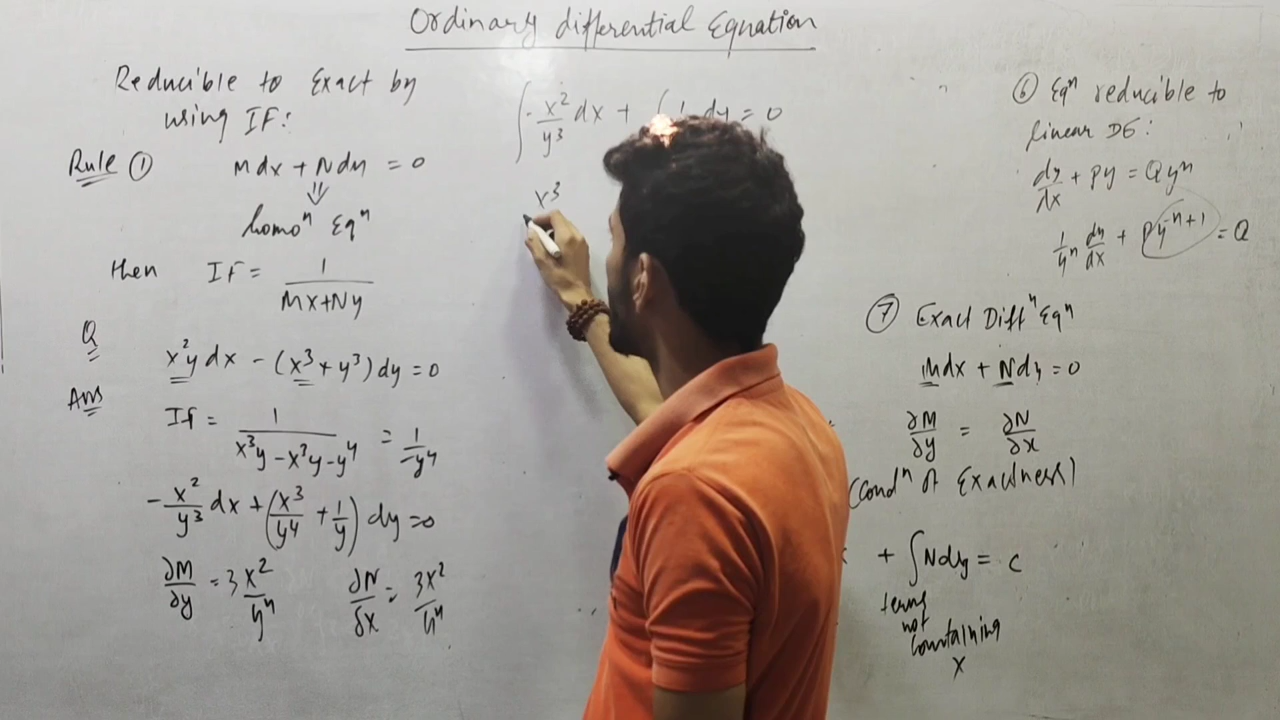 Ordinary differential Equation
Reducible to Exact by
using IF:
Rule ① Mdx + Ndy = 0
⇓
homoⁿ Eqⁿ
then IF = 1/(Mx+Ny)
Q
x²y dx - (x³+y³) dy = 0
Ans
If = 1/(x³y - x³y - y⁴) = 1/-y⁴
-x²/y³ dx + (x³/y⁴ + 1/y) dy = 0
∂M/∂y = 3x²/y⁴ ∂N/∂x = 3x²/y⁴
∫ -x²/y³ dx + ∫ 1 dy = 0
x³
⑥ Eqⁿ reducible to
linear DE:
dy/dx + Py = Qyⁿ
1/yⁿ dy/dx + Py⁻ⁿ⁺¹ = Q
⑦ Exact Diffⁿ Eqⁿ
Mdx + Ndy = 0
∂M/∂y = ∂N/∂x
(Condⁿ of Exactness)
+ ∫ Ndy = c
terms
not
Countaining
x